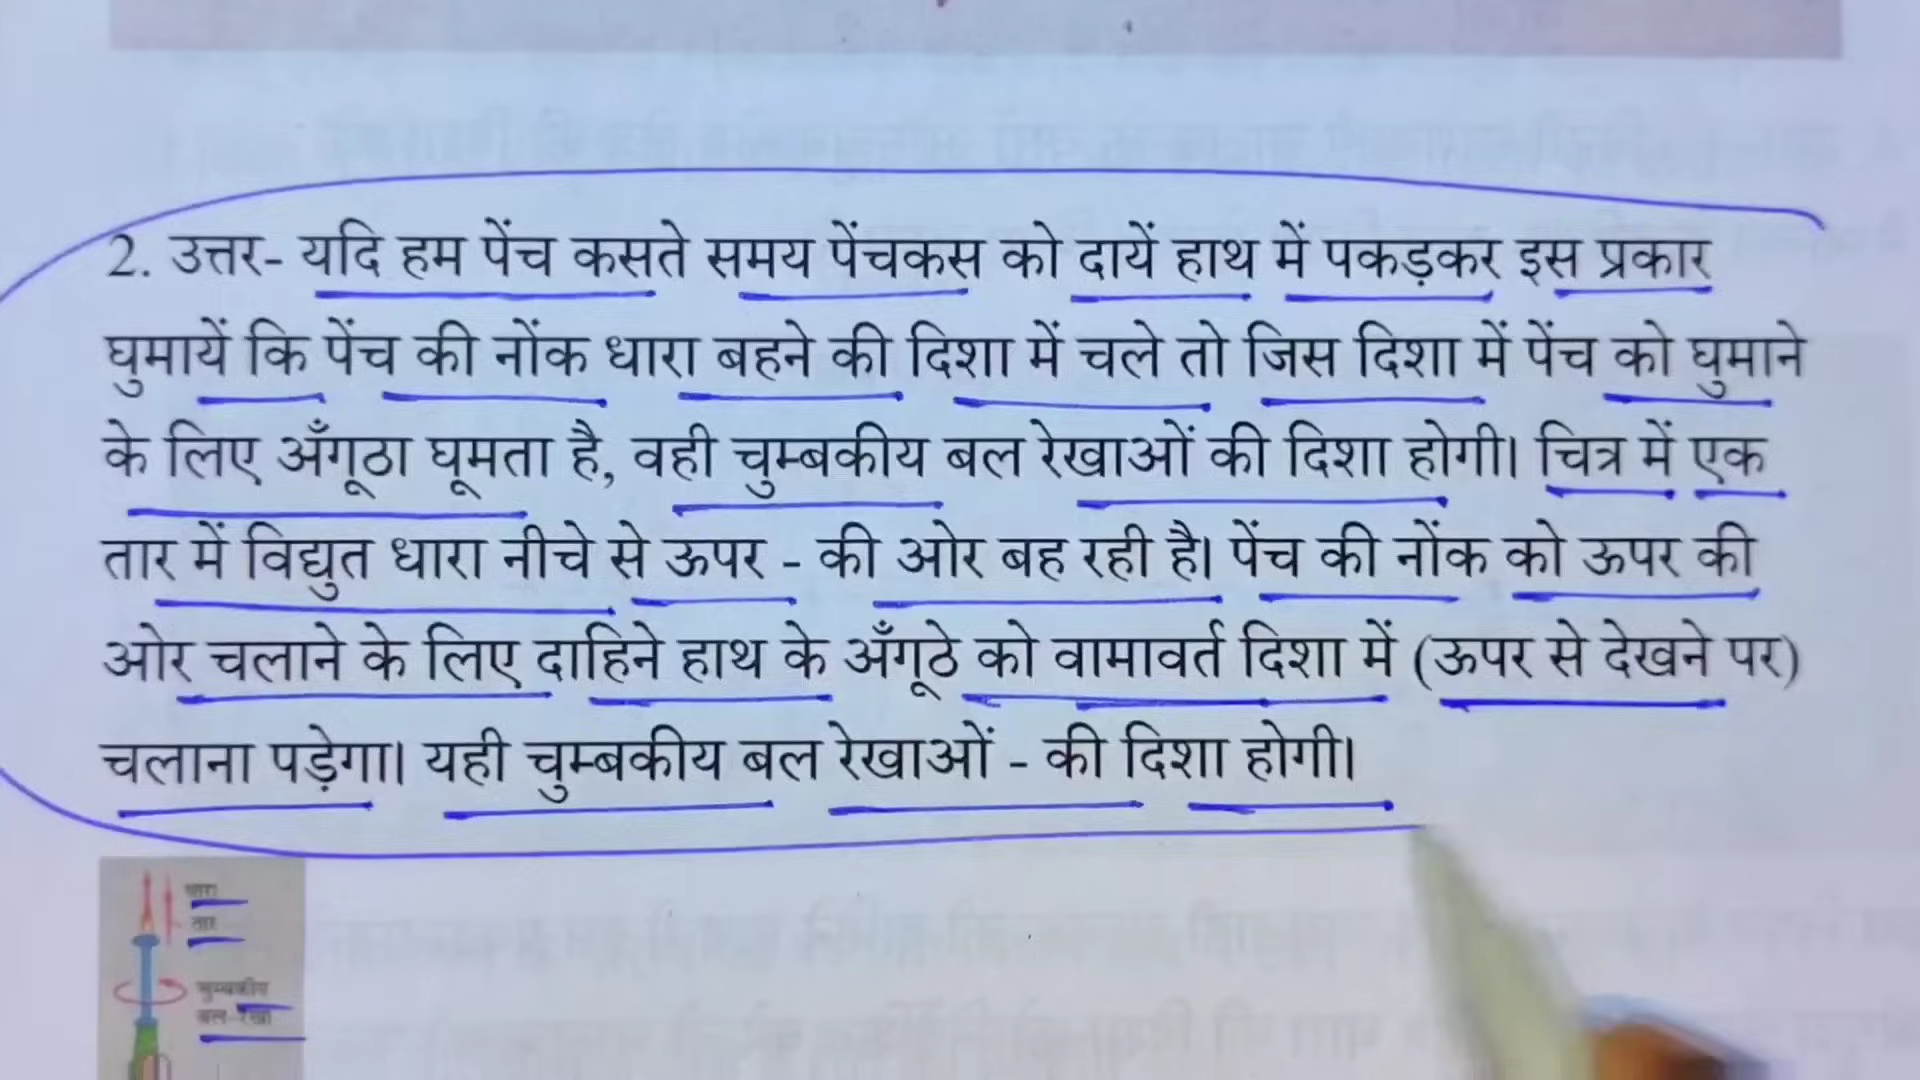 2. उत्तर- यदि हम पेंच कसते समय पेंचकस को दायें हाथ में पकड़कर इस प्रकार
घुमायें कि पेंच की नोंक धारा बहने की दिशा में चले तो जिस दिशा में पेंच को घुमाने
के लिए अँगूठा घूमता है, वही चुम्बकीय बल रेखाओं की दिशा होगी। चित्र में एक
तार में विद्युत धारा नीचे से ऊपर - की ओर बह रही है। पेंच की नोंक को ऊपर की
ओर चलाने के लिए दाहिने हाथ के अँगूठे को वामावर्त दिशा में (ऊपर से देखने पर)
चलाना पड़ेगा। यही चुम्बकीय बल रेखाओं - की दिशा होगी।
धारा
तार
चुम्बकीय
बल-रेखा